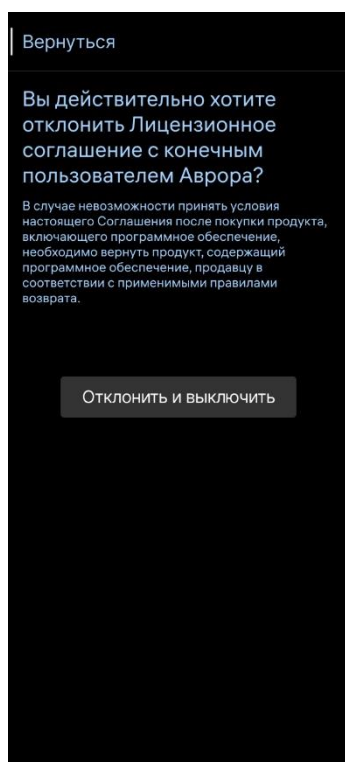 Вернуться
Вы действительно хотите
отклонить Лицензионное
соглашение с конечным
пользователем Аврора?
В случае невозможности принять условия
настоящего Соглашения после покупки продукта,
включающего программное обеспечение,
необходимо вернуть продукт, содержащий
программное обеспечение, продавцу в
соответствии с применимыми правилами
возврата.
Отклонить и выключить